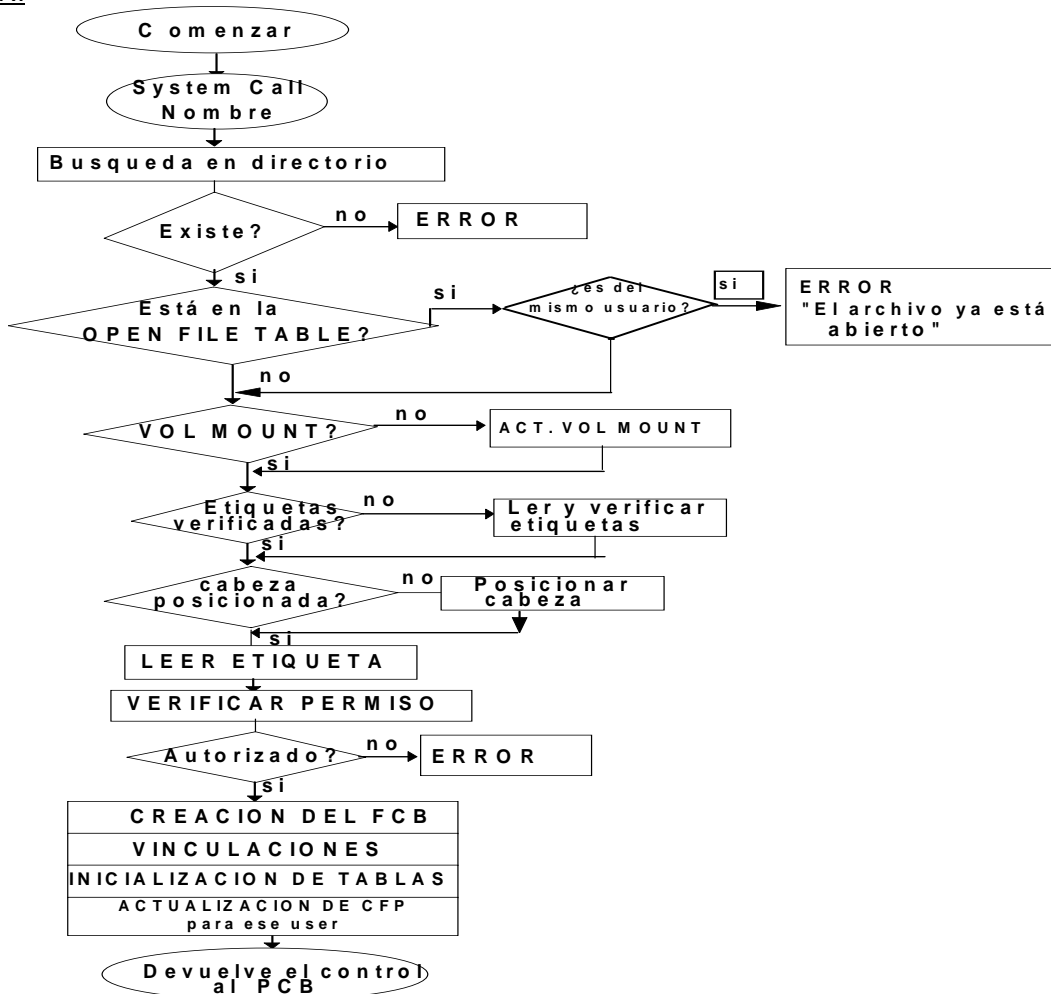 Comenzar
System Call
Nombre
Busqueda en directorio
Existe?
no
ERROR
si
Está en la
OPEN FILE TABLE?
si
¿es del
mismo usuario?
si
ERROR
"El archivo ya está
abierto"
no
VOL MOUNT?
no
ACT. VOL MOUNT
si
Etiquetas
verificadas?
no
Ler y verificar
etiquetas
si
cabeza
posicionada?
no
Posicionar
cabeza
si
LEER ETIQUETA
VERIFICAR PERMISO
Autorizado?
no
ERROR
si
CREACION DEL FCB
VINCULACIONES
INICIALIZACION DE TABLAS
ACTUALIZACION DE CFP
para ese user
Devuelve el control
al PCB